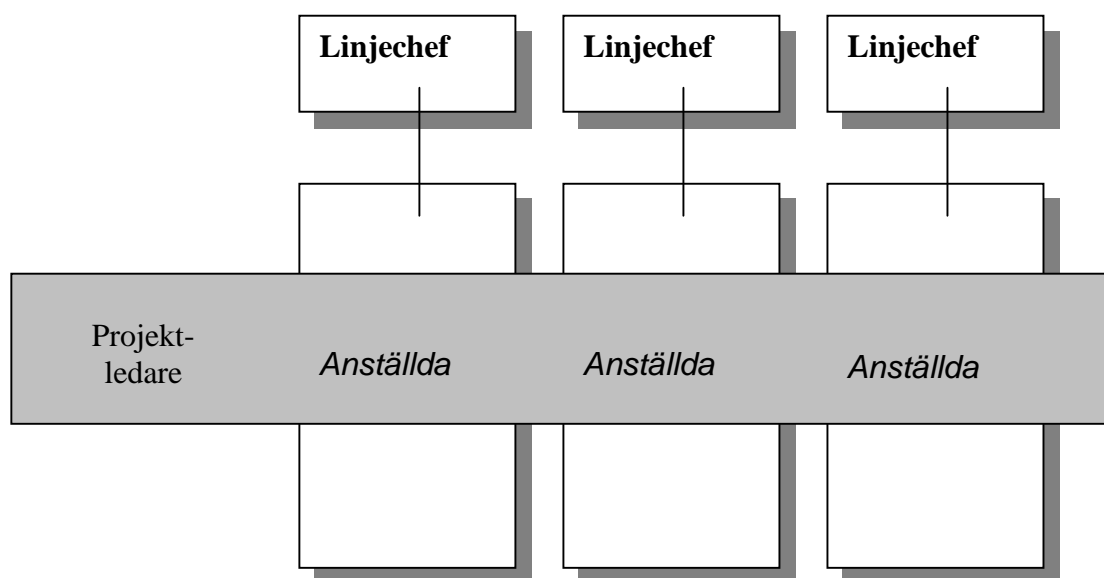 Linjechef
Linjechef
Linjechef
Projekt-
ledare
Anställda
Anställda
Anställda